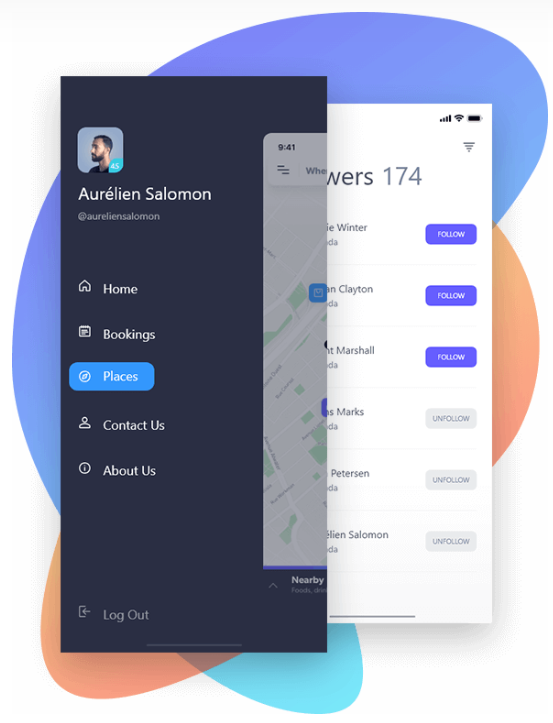 AS
Aurélien Salomon
@aureliensalomon
Home
Bookings
Places
Contact Us
About Us
Log Out
9:41
Whe
Nearby
Foods, drin
wers 174
ie Winter
da
FOLLOW
an Clayton
da
FOLLOW
nt Marshall
da
FOLLOW
as Marks
da
UNFOLLOW
Petersen
da
UNFOLLOW
élien Salomon
da
UNFOLLOW